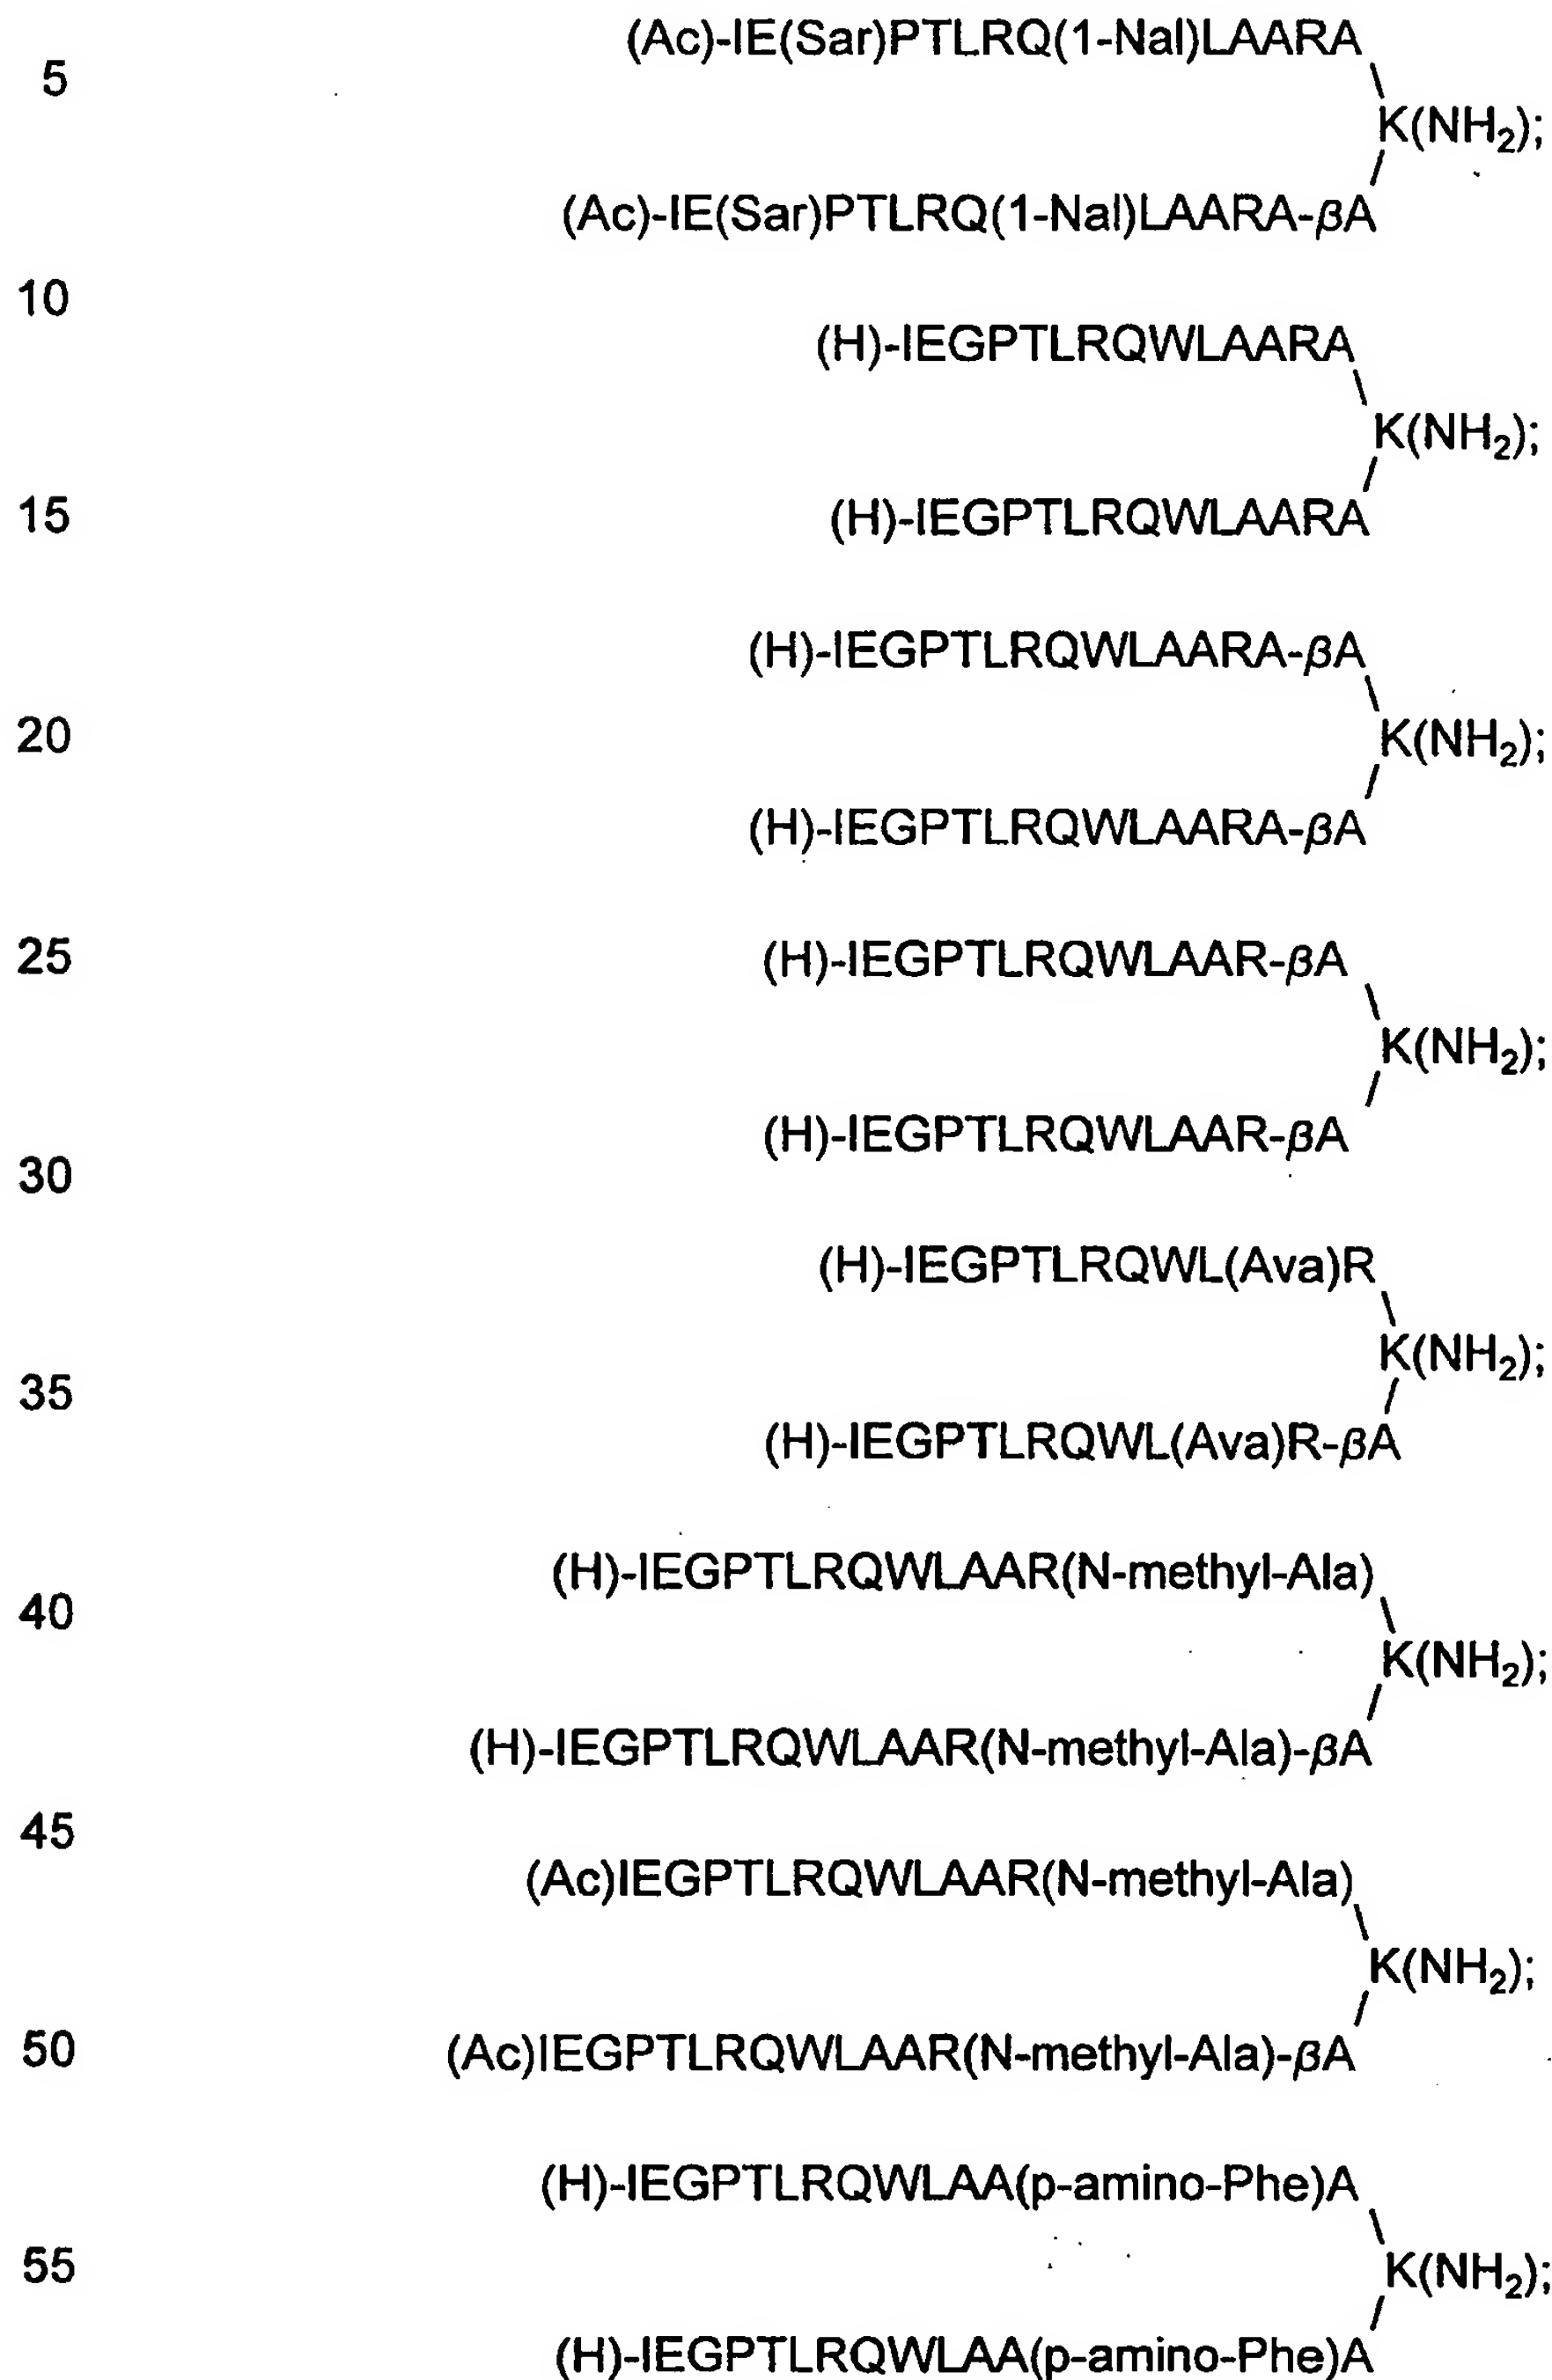 (Ac)-IE(Sar)PTLRQ(1-Nal)LAARA
5
K(NH₂);
(Ac)-IE(Sar)PTLRQ(1-Nal)LAARA-βA
10
(H)-IEGPTLRQWLAARA
K(NH₂);
15
(H)-IEGPTLRQWLAARA
(H)-IEGPTLRQWLAARA-βA
20
K(NH₂);
(H)-IEGPTLRQWLAARA-βA
25
(H)-IEGPTLRQWLAAR-βA
K(NH₂);
(H)-IEGPTLRQWLAAR-βA
30
(H)-IEGPTLRQWL(Ava)R
K(NH₂);
35
(H)-IEGPTLRQWL(Ava)R-βA
(H)-IEGPTLRQWLAAR(N-methyl-Ala)
40
K(NH₂);
(H)-IEGPTLRQWLAAR(N-methyl-Ala)-βA
45
(Ac)IEGPTLRQWLAAR(N-methyl-Ala)
K(NH₂);
50
(Ac)IEGPTLRQWLAAR(N-methyl-Ala)-βA
(H)-IEGPTLRQWLAA(p-amino-Phe)A
55
K(NH₂);
(H)-IEGPTLRQWLAA(p-amino-Phe)A